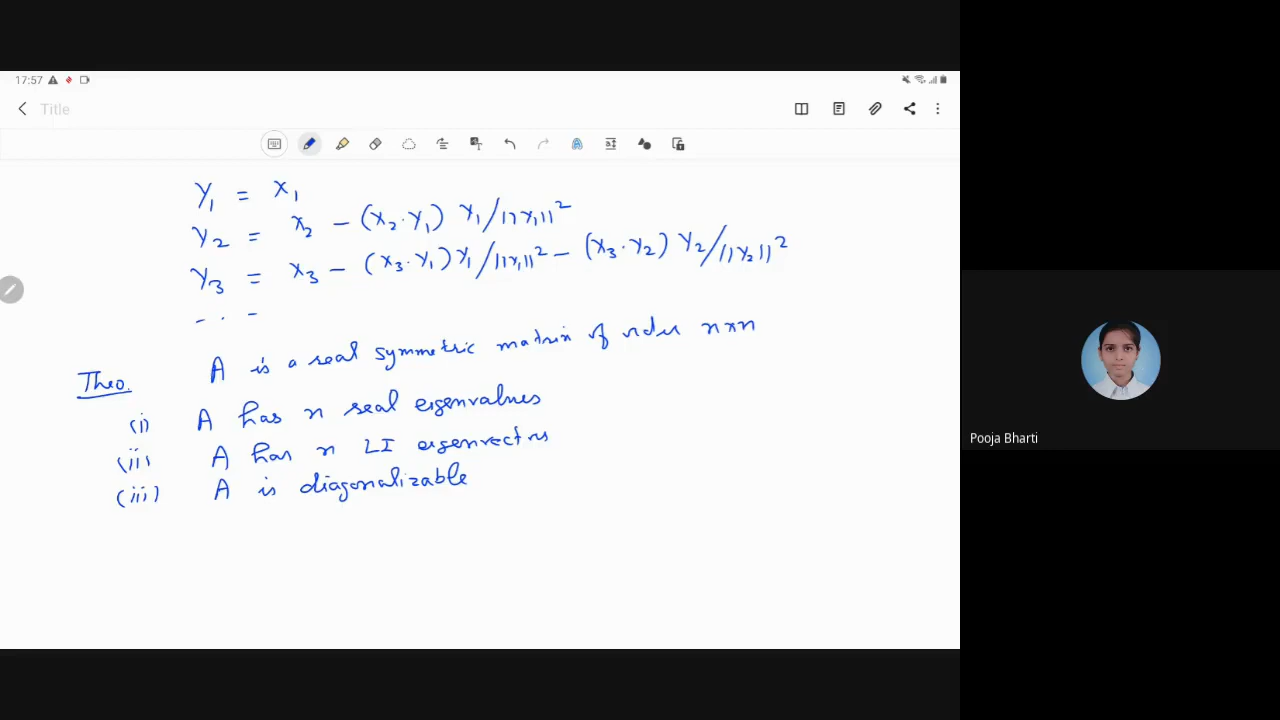 17:57
Title
Y₁ = X₁
Y₂ = X₂ - (X₂·Y₁) Y₁/||Y₁||²
Y₃ = X₃ - (X₃·Y₁) Y₁/||Y₁||² - (X₃·Y₂) Y₂/||Y₂||²
- · -
Theo. A is a real symmetric matrix of order n×n
(i) A has n real eigenvalues
(ii) A has n LI eigenvectors
(iii) A is diagonalizable
Pooja Bharti